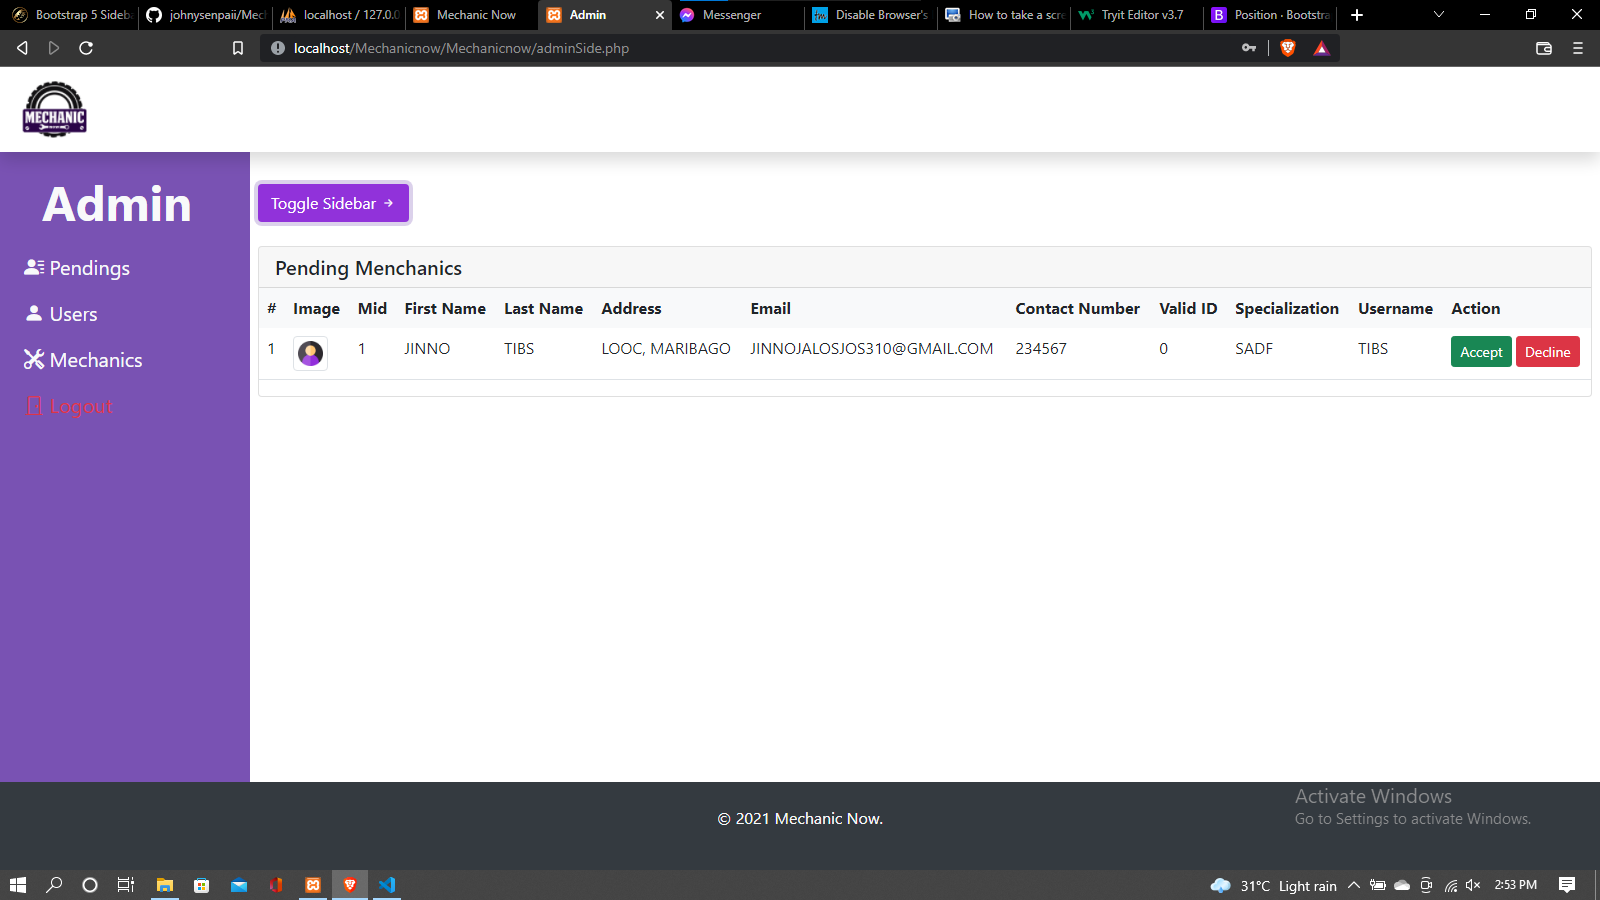 Bootstrap 5 Sideb
johnysenpaii/Mech
localhost / 127.0.0
Mechanic Now
Admin
Messenger
Disable Browser's
How to take a scre
Tryit Editor v3.7
Position · Bootstra
localhost/Mechanicnow/Mechanicnow/adminSide.php
MECHANIC
Admin
Toggle Sidebar
Pendings
Users
Mechanics
Logout
Pending Menchanics
# Image Mid First Name Last Name Address Email Contact Number Valid ID Specialization Username Action
1 1 JINNO TIBS LOOC, MARIBAGO JINNOJALOSJOS310@GMAIL.COM 234567 0 SADF TIBS Accept Decline
© 2021 Mechanic Now.
Activate Windows
Go to Settings to activate Windows.
31°C Light rain
2:53 PM